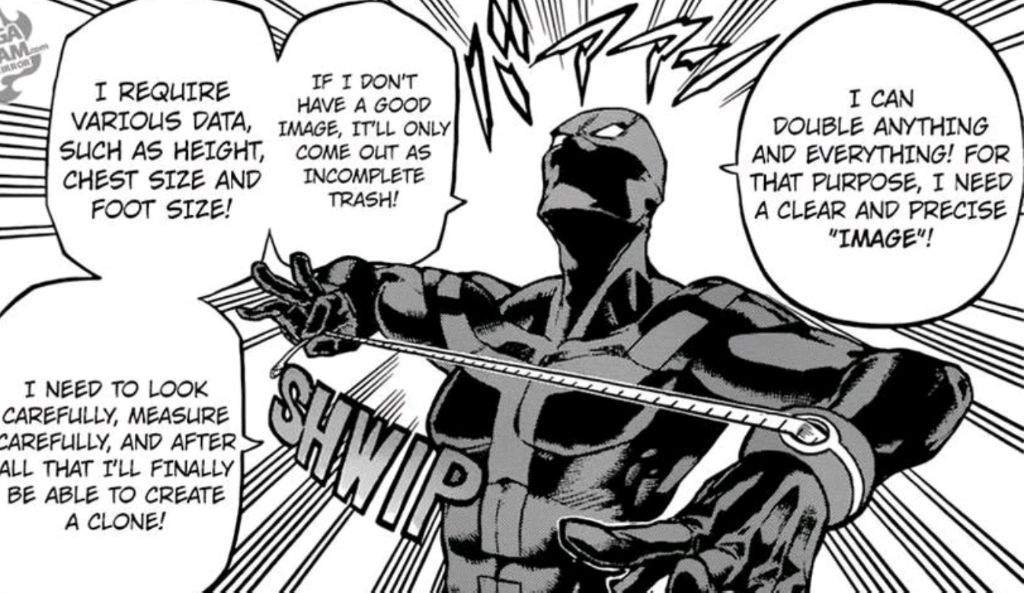 I CAN
DOUBLE ANYTHING
AND EVERYTHING! FOR
THAT PURPOSE, I NEED
A CLEAR AND PRECISE
"IMAGE"!
IF I DON'T
HAVE A GOOD
IMAGE, IT'LL ONLY
COME OUT AS
INCOMPLETE
TRASH!
I REQUIRE
VARIOUS DATA,
SUCH AS HEIGHT,
CHEST SIZE AND
FOOT SIZE!
SHWIP
I NEED TO LOOK
CAREFULLY, MEASURE
CAREFULLY, AND AFTER
ALL THAT I'LL FINALLY
BE ABLE TO CREATE
A CLONE!